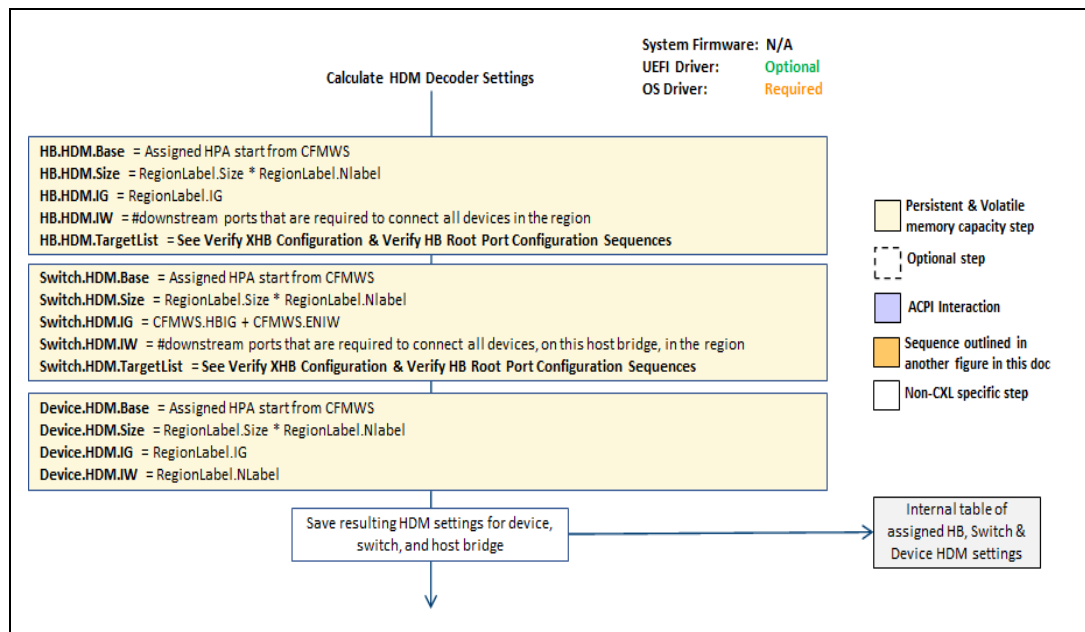 System Firmware: N/A
UEFI Driver: Optional
OS Driver: Required
Calculate HDM Decoder Settings
HB.HDM.Base = Assigned HPA start from CFMWS
HB.HDM.Size = RegionLabel.Size * RegionLabel.Nlabel
HB.HDM.IG = RegionLabel.IG
HB.HDM.IW = #downstream ports that are required to connect all devices in the region
HB.HDM.TargetList = See Verify XHB Configuration & Verify HB Root Port Configuration Sequences
Switch.HDM.Base = Assigned HPA start from CFMWS
Switch.HDM.Size = RegionLabel.Size * RegionLabel.Nlabel
Switch.HDM.IG = CFMWS.HBIG + CFMWS.ENIW
Switch.HDM.IW = #downstream ports that are required to connect all devices, on this host bridge, in the region
Switch.HDM.TargetList = See Verify XHB Configuration & Verify HB Root Port Configuration Sequences
Device.HDM.Base = Assigned HPA start from CFMWS
Device.HDM.Size = RegionLabel.Size * RegionLabel.Nlabel
Device.HDM.IG = RegionLabel.IG
Device.HDM.IW = RegionLabel.NLabel
Save resulting HDM settings for device,
switch, and host bridge
Internal table of
assigned HB, Switch &
Device HDM settings
Persistent & Volatile
memory capacity step
Optional step
ACPI Interaction
Sequence outlined in
another figure in this doc
Non-CXL specific step